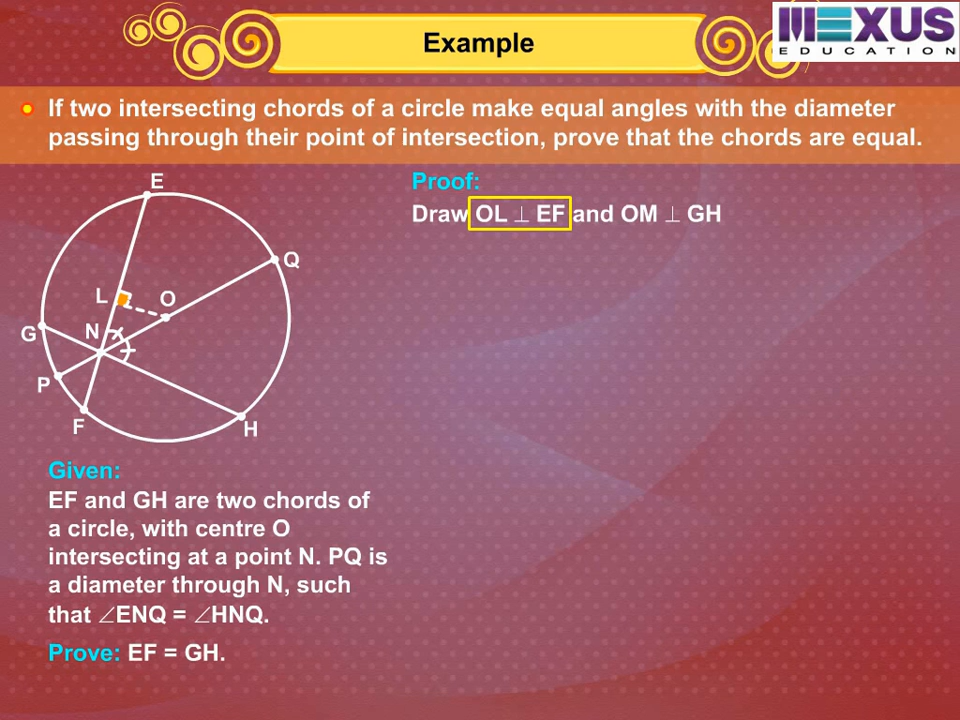 Example
MEXUS
EDUCATION
If two intersecting chords of a circle make equal angles with the diameter
passing through their point of intersection, prove that the chords are equal.
E
Q
L
O
G
N
P
F
H
Proof:
Draw OL ⊥ EF and OM ⊥ GH
Given:
EF and GH are two chords of
a circle, with centre O
intersecting at a point N. PQ is
a diameter through N, such
that ∠ENQ = ∠HNQ.
Prove: EF = GH.